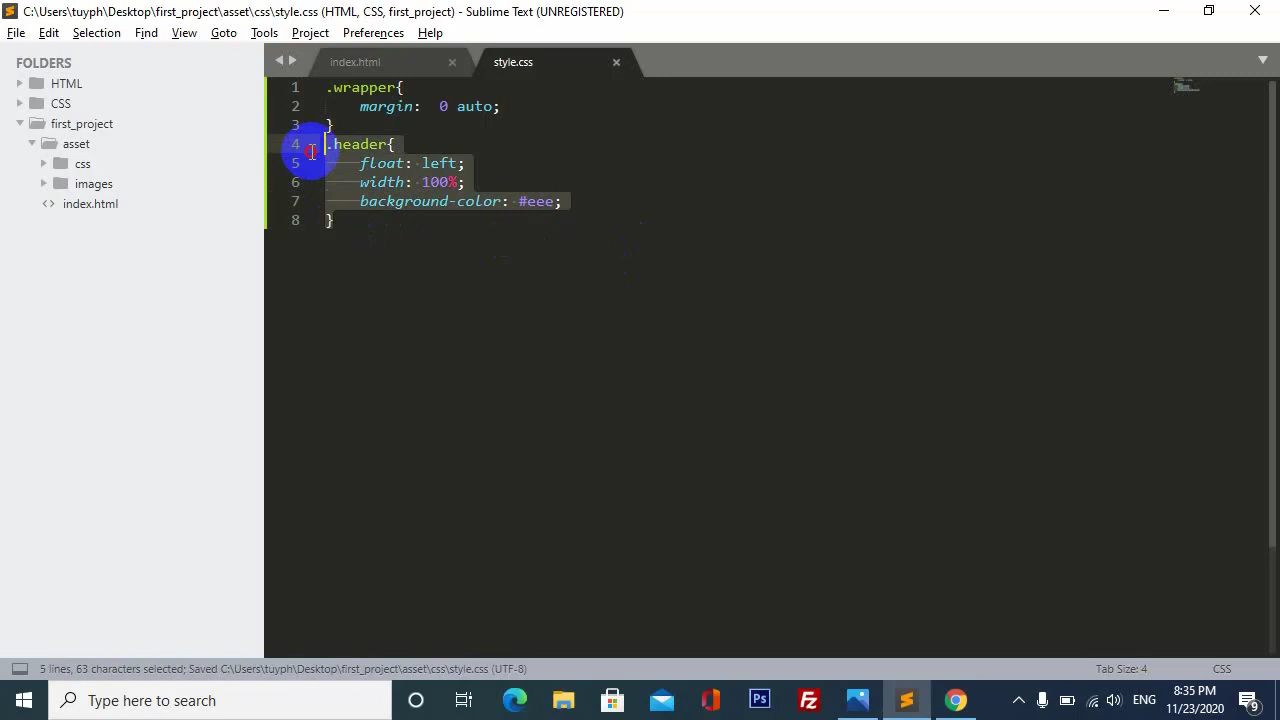 C:\Users\tuyph\Desktop\first_project\asset\css\style.css (HTML, CSS, first_project) - Sublime Text (UNREGISTERED)
File Edit Selection Find View Goto Tools Project Preferences Help
FOLDERS
HTML
CSS
first_project
asset
css
images
<> index.html
index.html
style.css
1 .wrapper{
2 margin:  0 auto;
3 }
4 .header{
5 float: left;
6 width: 100%;
7 background-color: #eee;
8 }
5 lines, 63 characters selected; Saved C:\Users\tuyph\Desktop\first_project\asset\css\style.css (UTF-8)
Tab Size: 4
CSS
Type here to search
Ps
Fz
ENG
8:35 PM
11/23/2020
9